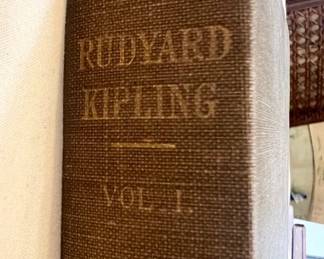 RUDYARD
KIPLING
VOL. I.